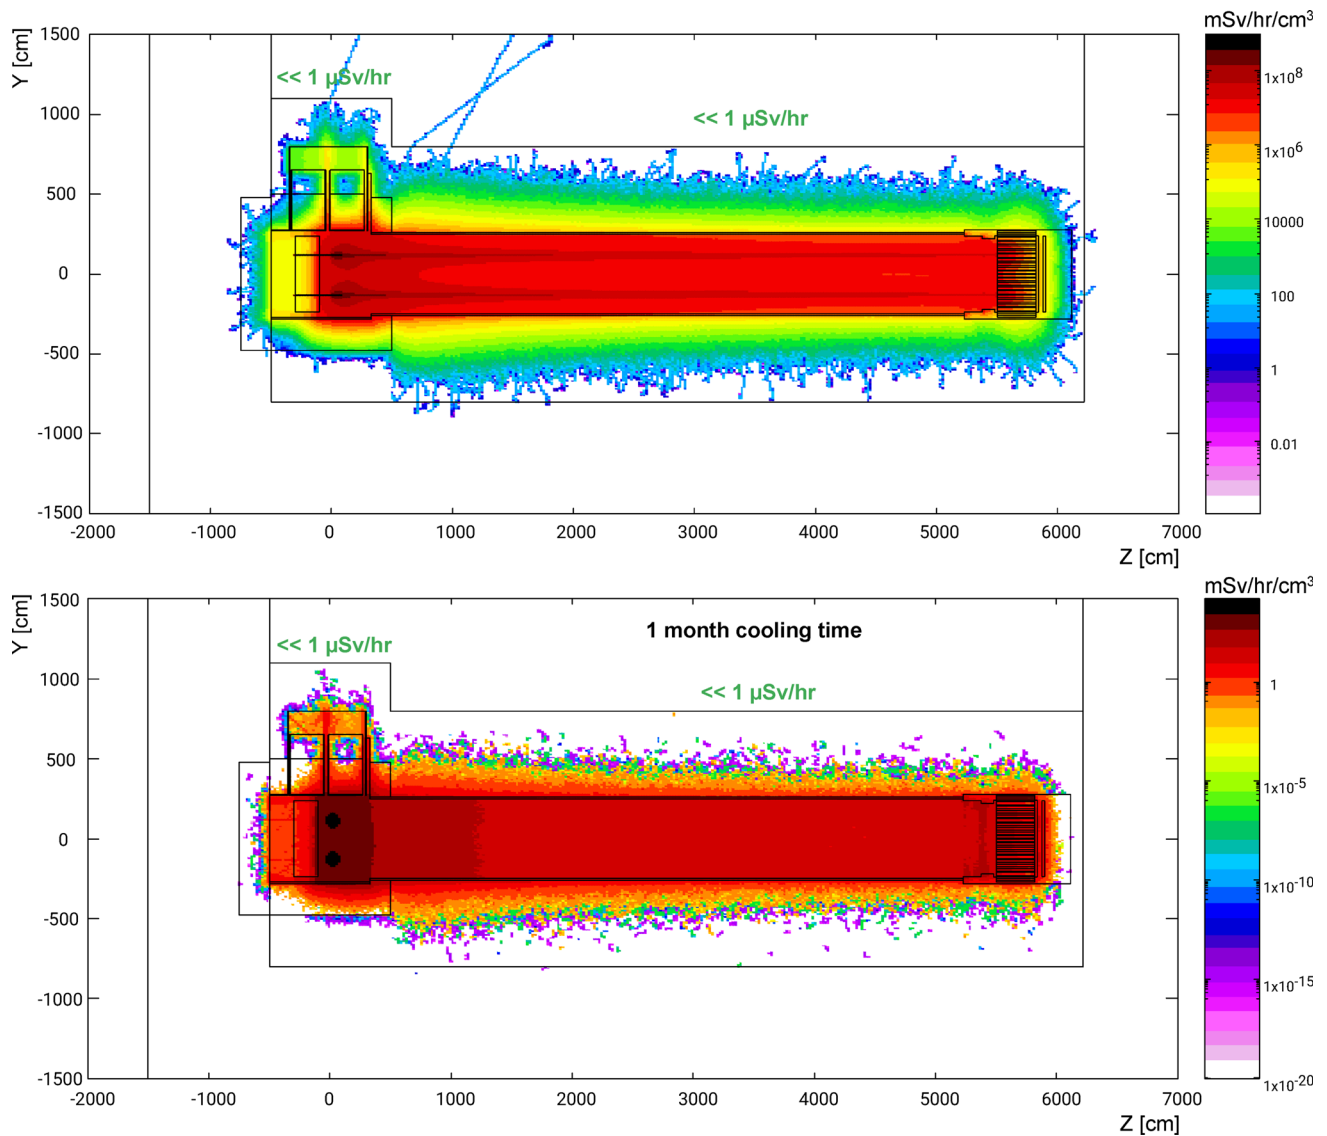 mSv/hr/cm³
Y [cm]
1500
1000
500
0
-500
-1000
-1500
<< 1 µSv/hr
<< 1 µSv/hr
1x10⁸
1x10⁶
10000
100
1
0.01
-2000 -1000 0 1000 2000 3000 4000 5000 6000 7000
Z [cm]
mSv/hr/cm³
Y [cm]
1500
1000
500
0
-500
-1000
-1500
1 month cooling time
<< 1 µSv/hr
<< 1 µSv/hr
1
1x10⁻⁵
1x10⁻¹⁰
1x10⁻¹⁵
1x10⁻²⁰
-2000 -1000 0 1000 2000 3000 4000 5000 6000 7000
Z [cm]